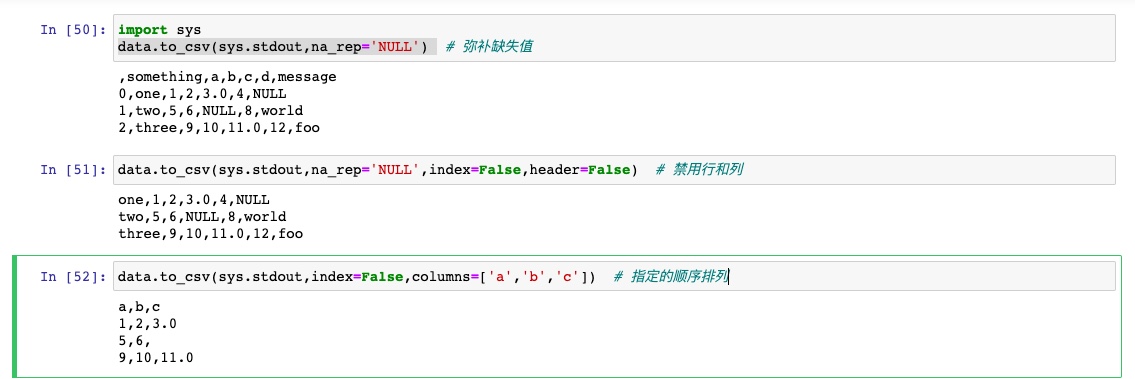 In [50]: import sys
data.to_csv(sys.stdout,na_rep='NULL') # 弥补缺失值
,something,a,b,c,d,message
0,one,1,2,3.0,4,NULL
1,two,5,6,NULL,8,world
2,three,9,10,11.0,12,foo
In [51]: data.to_csv(sys.stdout,na_rep='NULL',index=False,header=False) # 禁用行和列
one,1,2,3.0,4,NULL
two,5,6,NULL,8,world
three,9,10,11.0,12,foo
In [52]: data.to_csv(sys.stdout,index=False,columns=['a','b','c']) # 指定的顺序排列
a,b,c
1,2,3.0
5,6,
9,10,11.0